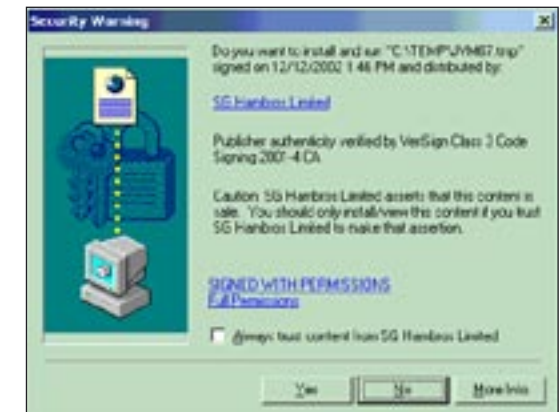 Security Warning
Do you want to install and run "C:\TEMP\JVM67.tmp"
signed on 12/12/2002 1:46 PM and distributed by:
SG Hambros Limited
Publisher authenticity verified by VeriSign Class 3 Code
Signing 2001-4 CA
Caution: SG Hambros Limited asserts that this content is
safe. You should only install/view this content if you trust
SG Hambros Limited to make that assertion.
SIGNED WITH PERMISSIONS
Full Permissions
Always trust content from SG Hambros Limited
Yes
No
More Info